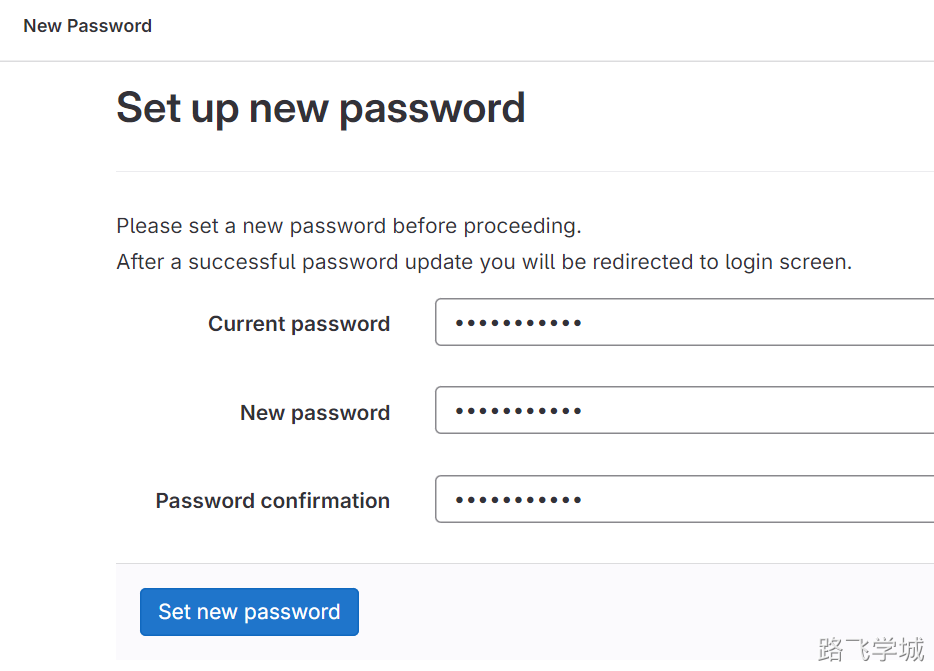 New Password
Set up new password
Please set a new password before proceeding.
After a successful password update you will be redirected to login screen.
Current password
•••••••••••
New password
•••••••••••
Password confirmation
•••••••••••
Set new password
路飞学城